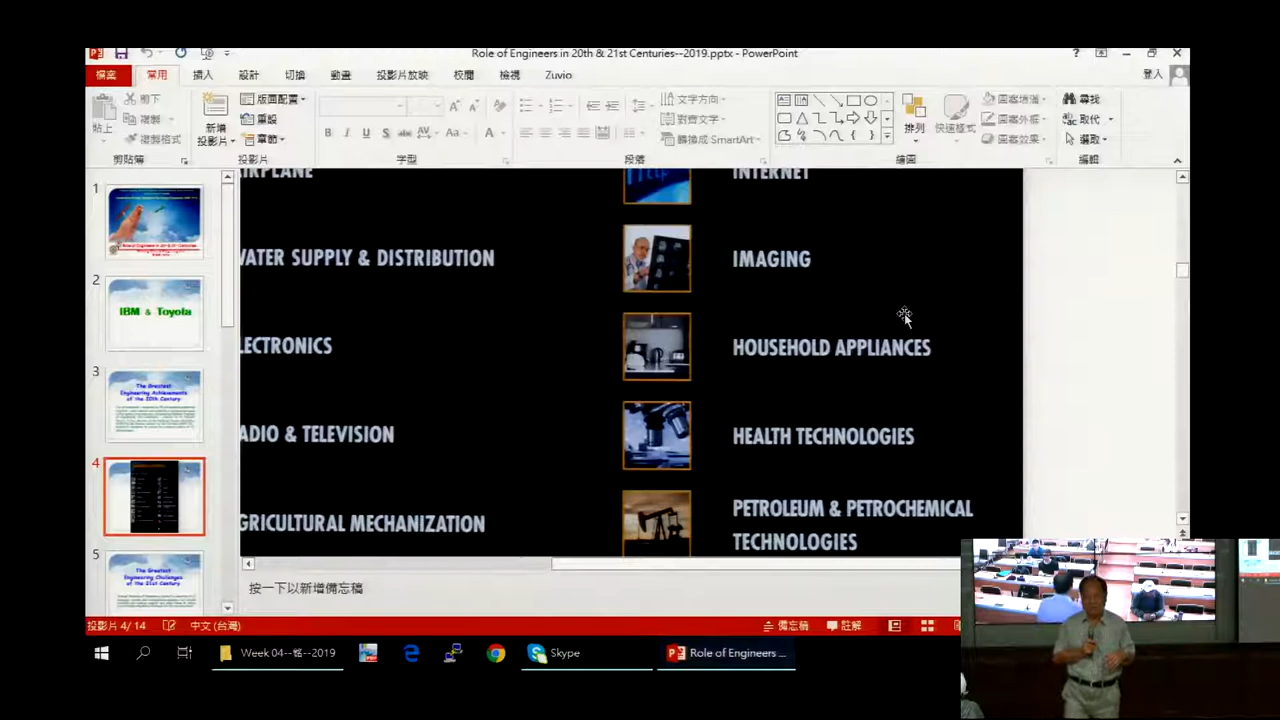 Role of Engineers in 20th & 21st Centuries--2019.pptx - PowerPoint
檔案 常用 插入 設計 切換 動畫 投影片放映 校閱 檢視 Zuvio 登入
貼上
剪下
複製
複製格式
剪貼簿
新增
投影片
版面配置
重設
章節
投影片
字型
文字方向
對齊文字
轉換成 SmartArt
段落
排列
快速樣式
圖案填滿
圖案外框
圖案效果
繪圖
尋找
取代
選取
編輯
1
2
IBM & Toyota
3
The Greatest
Engineering Achievements
of the 20th Century
4
5
The Greatest
Engineering Challenges
of the 21st Century
AIRPLANE
WATER SUPPLY & DISTRIBUTION
LECTRONICS
ADIO & TELEVISION
GRICULTURAL MECHANIZATION
INTERNET
IMAGING
HOUSEHOLD APPLIANCES
HEALTH TECHNOLOGIES
PETROLEUM & PETROCHEMICAL
TECHNOLOGIES
按一下以新增備忘稿
投影片 4/14 中文 (台灣) 備忘稿 註解
Week 04--銘--2019 Skype Role of Engineers ...